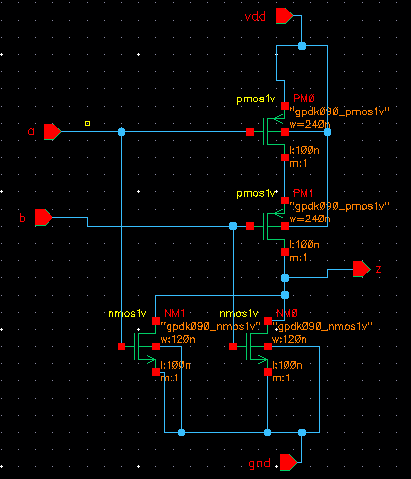 vdd
pmos1v PM0
"gpdk090_pmos1v"
w=240n
a
l:100n
m:1
pmos1v PM1
"gpdk090_pmos1v"
b
w=240n
l:100n
m:1
z
nmos1v NM1 nmos1v NM0
"gpdk090_nmos1v" "gpdk090_nmos1v"
w:120n w:120n
l:100n l:100n
m:1 m:1
gnd